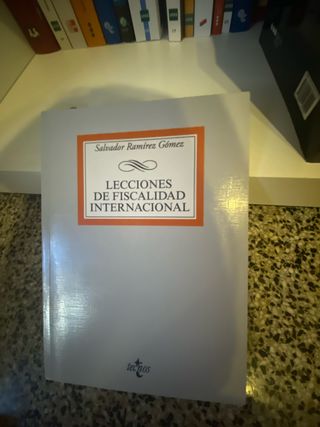 Salvador Ramírez Gómez
LECCIONES
DE FISCALIDAD
INTERNACIONAL
tecnos